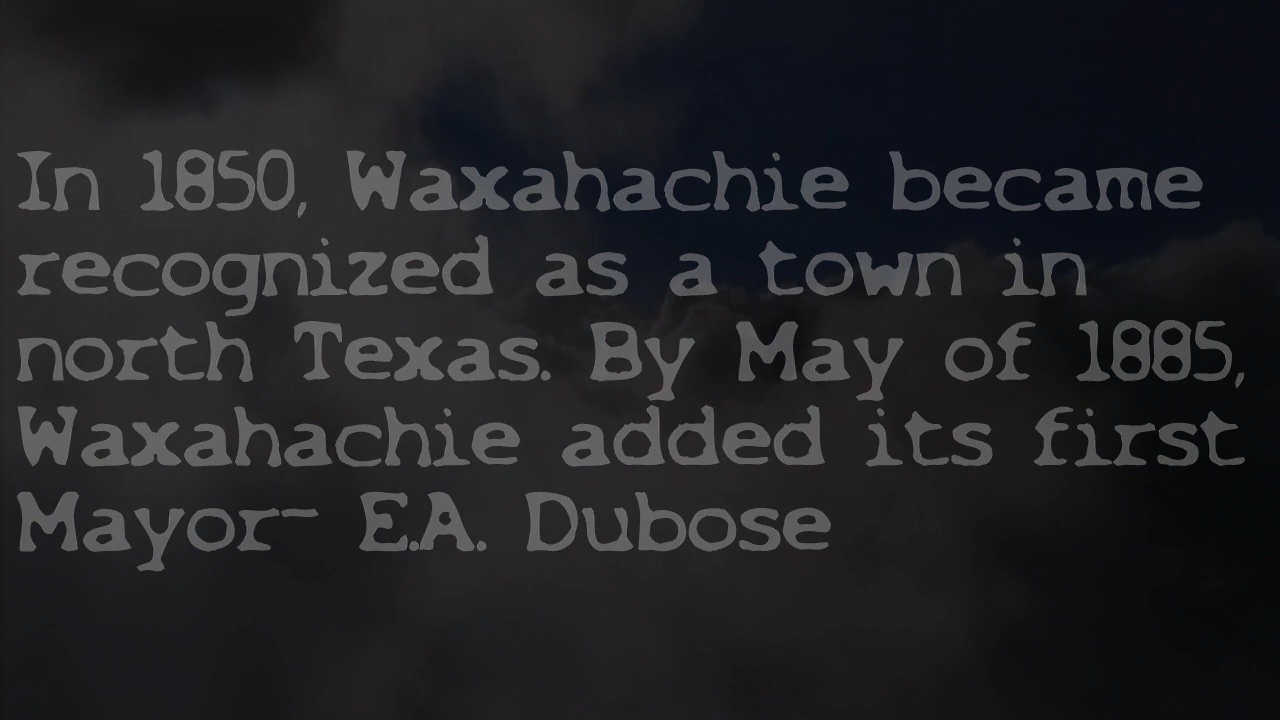 In 1850, Waxahachie became
recognized as a town in
north Texas. By May of 1885,
Waxahachie added its first
Mayor- E.A. Dubose